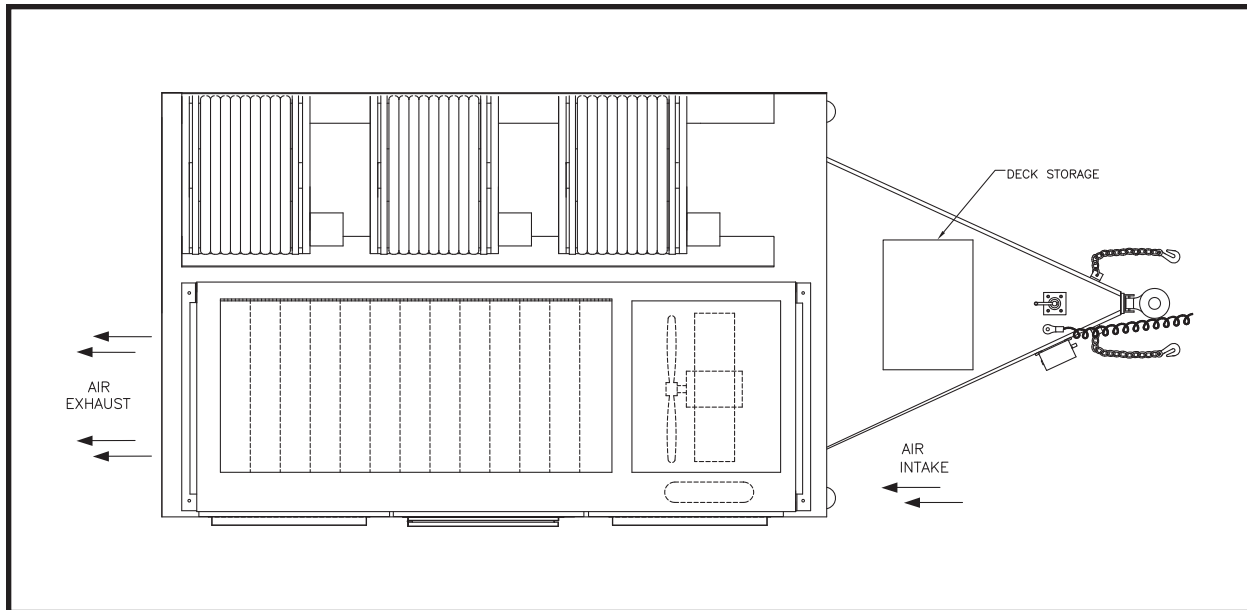 DECK STORAGE
AIR
EXHAUST
AIR
INTAKE